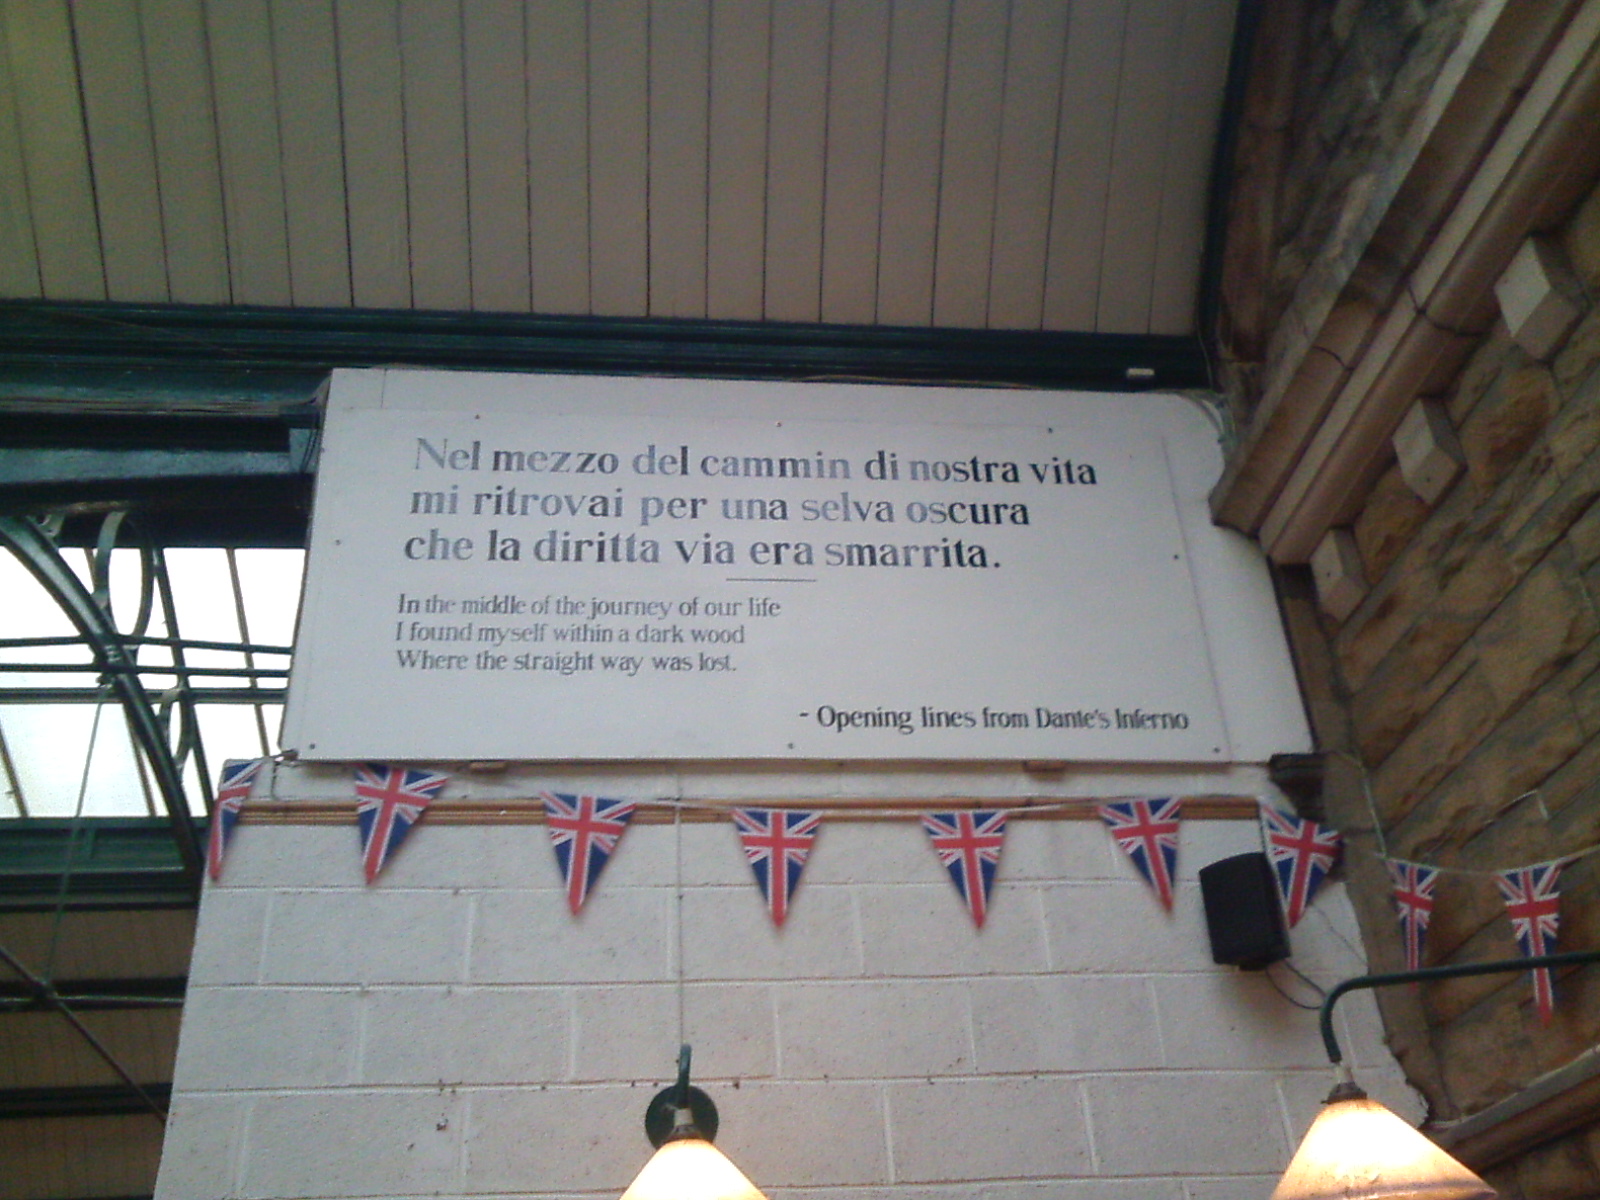 Nel mezzo del cammin di nostra vita
mi ritrovai per una selva oscura
che la diritta via era smarrita.
In the middle of the journey of our life
I found myself within a dark wood
Where the straight way was lost.
- Opening lines from Dante's Inferno